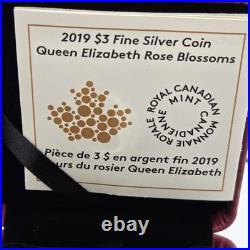 2019 $3 Fine Silver Coin
Queen Elizabeth Rose Blossoms
ROYAL CANADIAN MINT
MONNAIE ROYALE CANADIENNE
Pièce de 3 $ en argent fin 2019
urs du rosier Queen Elizabeth